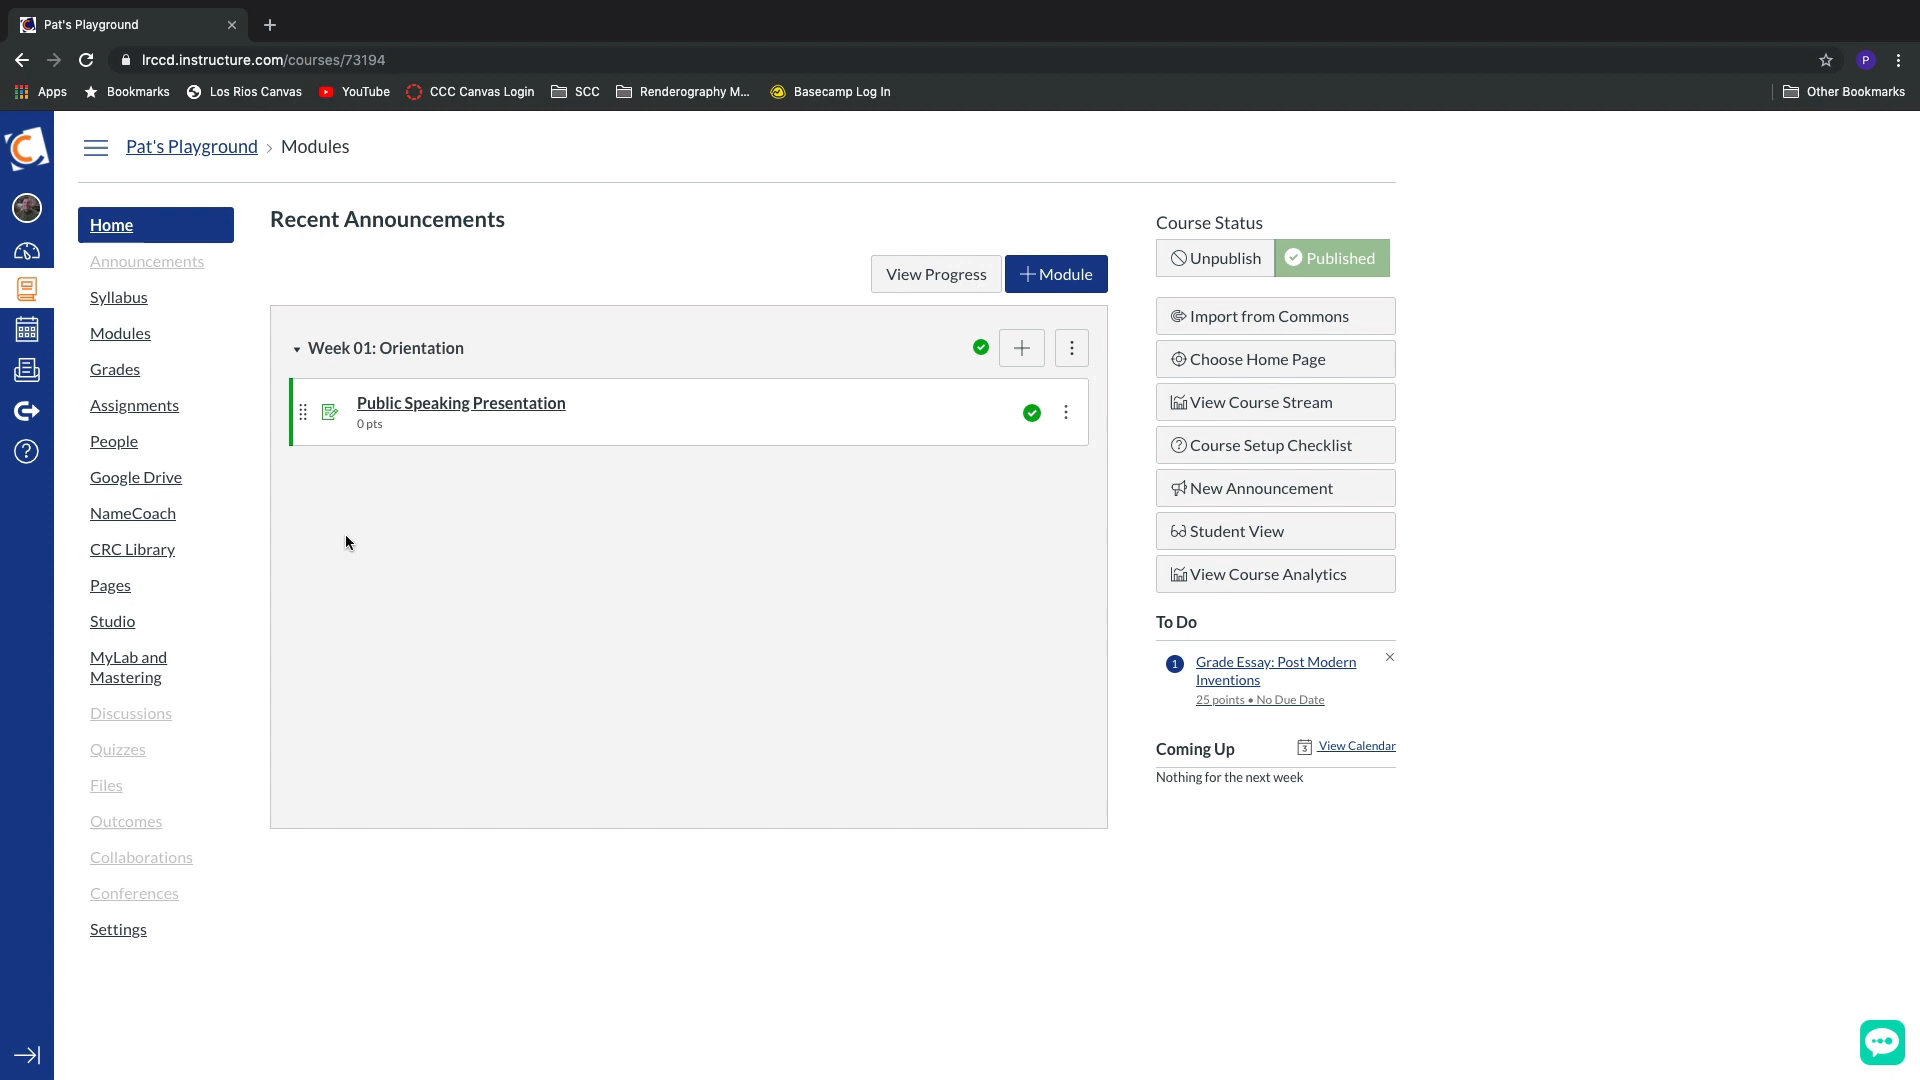 Pat's Playground
lrccd.instructure.com/courses/73194
P
Apps
Bookmarks
Los Rios Canvas
YouTube
CCC Canvas Login
SCC
Renderography M...
Basecamp Log In
Other Bookmarks
Pat's Playground > Modules
Home
Announcements
Syllabus
Modules
Grades
Assignments
People
Google Drive
NameCoach
CRC Library
Pages
Studio
MyLab and
Mastering
Discussions
Quizzes
Files
Outcomes
Collaborations
Conferences
Settings
Recent Announcements
View Progress
+ Module
Week 01: Orientation
Public Speaking Presentation
0 pts
Course Status
Unpublish
Published
Import from Commons
Choose Home Page
View Course Stream
Course Setup Checklist
New Announcement
Student View
View Course Analytics
To Do
1
Grade Essay: Post Modern
Inventions
25 points • No Due Date
Coming Up
3
View Calendar
Nothing for the next week